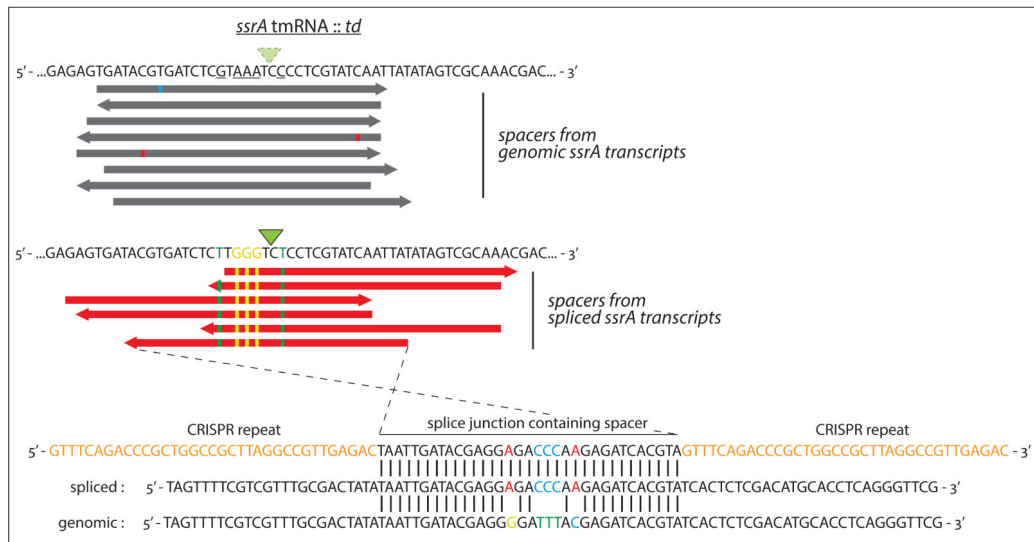 ssrA tmRNA :: td
5'- ...GAGAGTGATACGTGATCTCGTAAATCCCCTCGTATCAATTATATAGTCGCAAACGAC... - 3'
spacers from
genomic ssrA transcripts
5'- ...GAGAGTGATACGTGATCTCTTGGGTCTCCTCGTATCAATTATATAGTCGCAAACGAC... - 3'
spacers from
spliced ssrA transcripts
CRISPR repeat splice junction containing spacer CRISPR repeat
5'- GTTTCAGACCCGCTGGCCGCTTAGGCCGTTGAGACTAATTGATACGAGGAGACCCAAGAGATCACGTAGTTTCAGACCCGCTGGCCGCTTAGGCCGTTGAGAC - 3'
spliced : 5'- TAGTTTTCGTCGTTTGCGACTATATAATTGATACGAGGAGACCCAAGAGATCACGTATCACTCTCGACATGCACCTCAGGGTTCG - 3'
genomic : 5'- TAGTTTTCGTCGTTTGCGACTATATAATTGATACGAGGGGATTTACGAGATCACGTATCACTCTCGACATGCACCTCAGGGTTCG - 3'